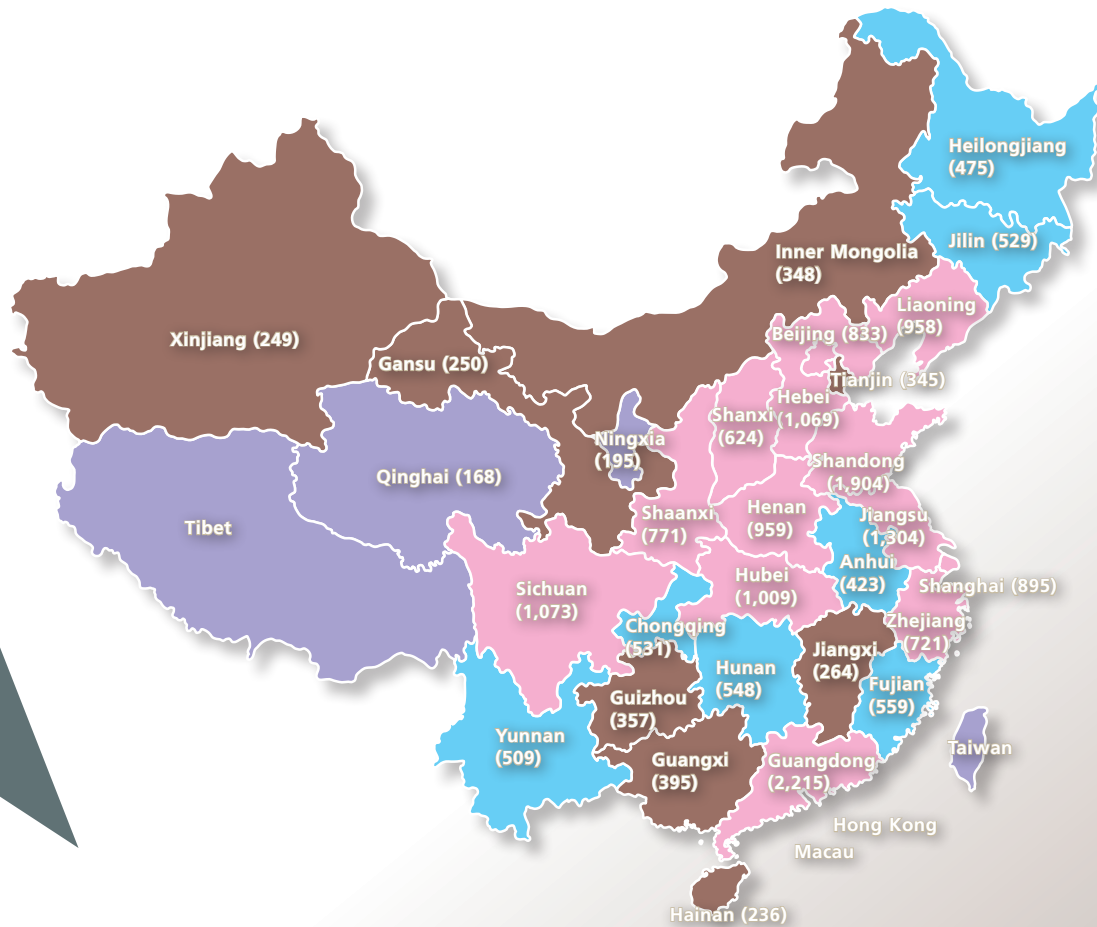 Heilongjiang
(475)
Jilin (529)
Inner Mongolia
(348)
Liaoning
(958)
Beijing (833)
Xinjiang (249)
Gansu (250)
Tianjin (345)
Hebei
(1,069)
Shanxi
(624)
Ningxia
(195)
Shandong
(1,904)
Qinghai (168)
Shaanxi
(771)
Henan
(959)
Jiangsu
(1,304)
Tibet
Anhui
(423)
Hubei
(1,009)
Shanghai (895)
Sichuan
(1,073)
Zhejiang
(721)
Chongqing
(531)
Jiangxi
(264)
Hunan
(548)
Fujian
(559)
Guizhou
(357)
Yunnan
(509)
Taiwan
Guangxi
(395)
Guangdong
(2,215)
Hong Kong
Macau
Hainan (236)